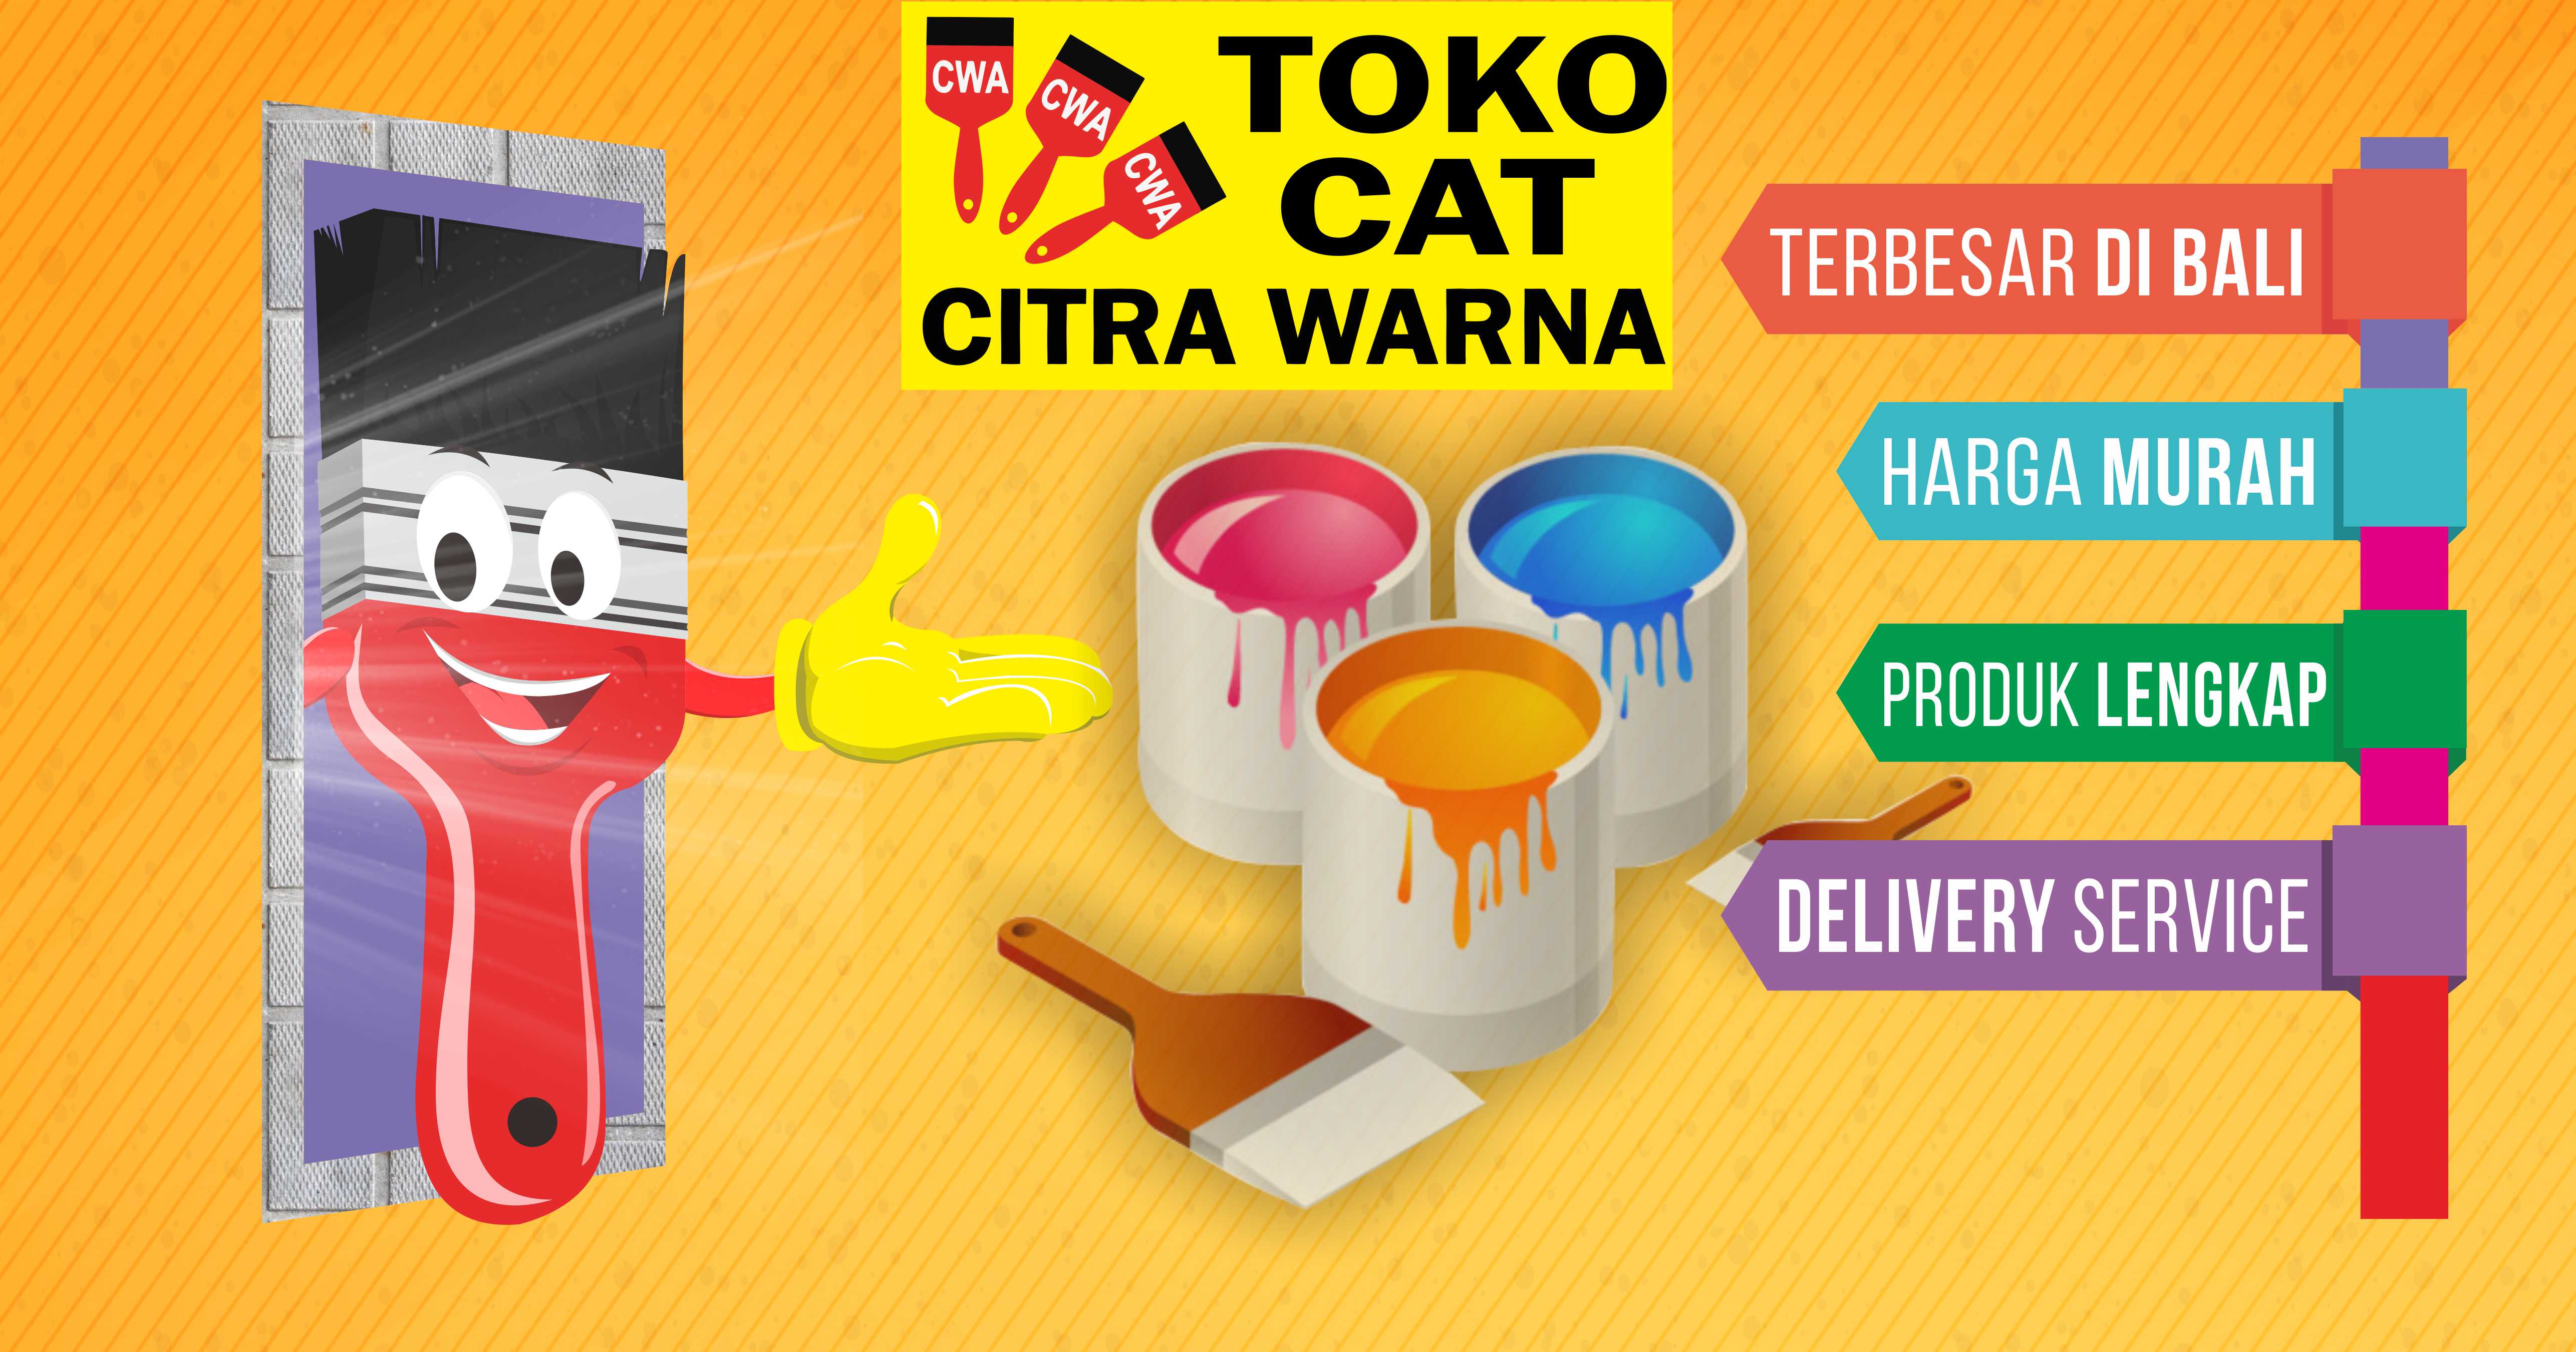 CWA
CWA
CWA
TOKO
CAT
CITRA WARNA
TERBESAR DI BALI
HARGA MURAH
PRODUK LENGKAP
DELIVERY SERVICE